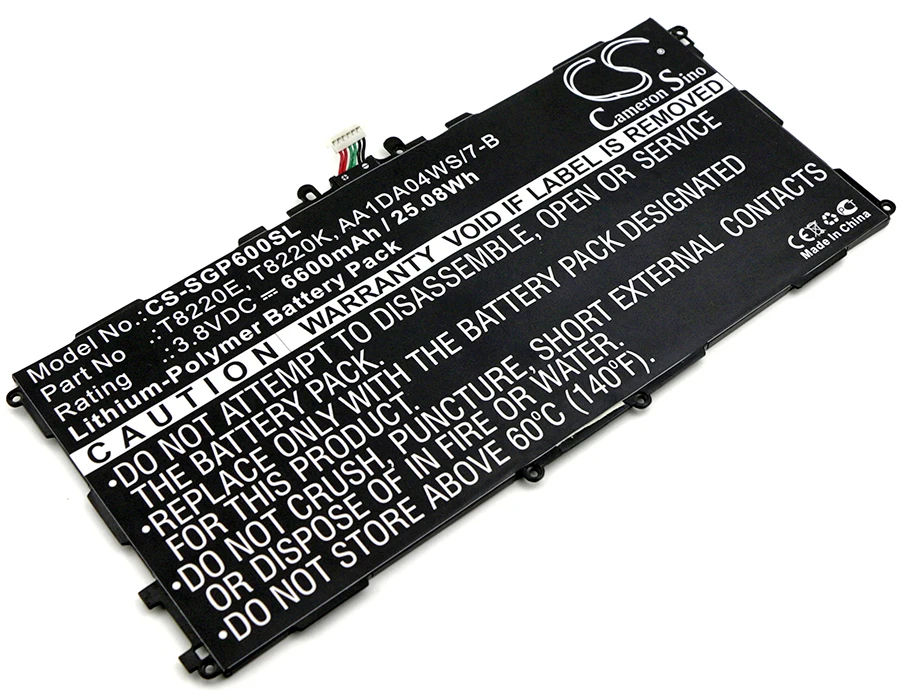 CS
Cameron Sino
Model No.:CS-SGP600SL
Part No :T8220E, T8220K, AA1DA04WS/7-B
Rating :3.8VDC ⎓ 6600mAh / 25.08Wh
Lithium-Polymer Battery Pack
CAUTION (WARRANTY VOID IF LABEL IS REMOVED)
•DO NOT ATTEMPT TO DISASSEMBLE, OPEN OR SERVICE
THE BATTERY PACK.
•REPLACE ONLY WITH THE BATTERY PACK SPECIFIED
FOR THIS PRODUCT.
•DO NOT CRUSH, PUNCTURE, SHORT EXTERNAL CONTACTS
OR DISPOSE OF IN FIRE OR WATER.
•DO NOT EXPOSE ABOVE 60°C (140°F)
CE
Made in China